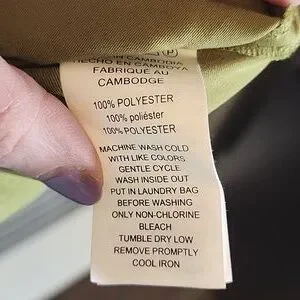 IN CAMBODIA
HECHO EN CAMBOYA
FABRIQUÉ AU
CAMBODGE
100% POLYESTER
100% poliéster
100% POLYESTER
MACHINE WASH COLD
WITH LIKE COLORS
GENTLE CYCLE
WASH INSIDE OUT
PUT IN LAUNDRY BAG
BEFORE WASHING
ONLY NON-CHLORINE
BLEACH
TUMBLE DRY LOW
REMOVE PROMPTLY
COOL IRON